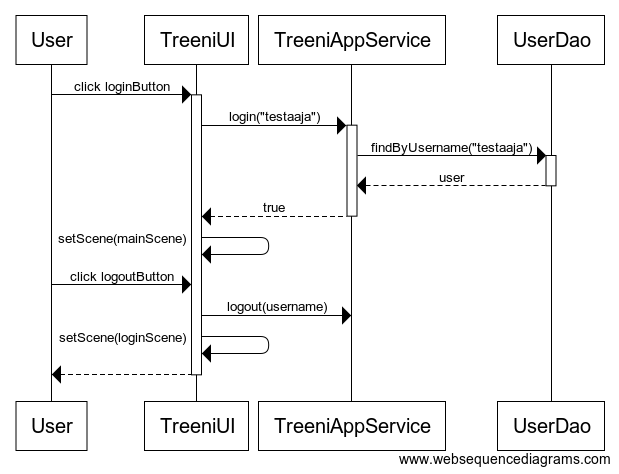 User
TreeniUI
TreeniAppService
UserDao
click loginButton
login("testaaja")
findByUsername("testaaja")
user
true
setScene(mainScene)
click logoutButton
logout(username)
setScene(loginScene)
User
TreeniUI
TreeniAppService
UserDao
www.websequencediagrams.com